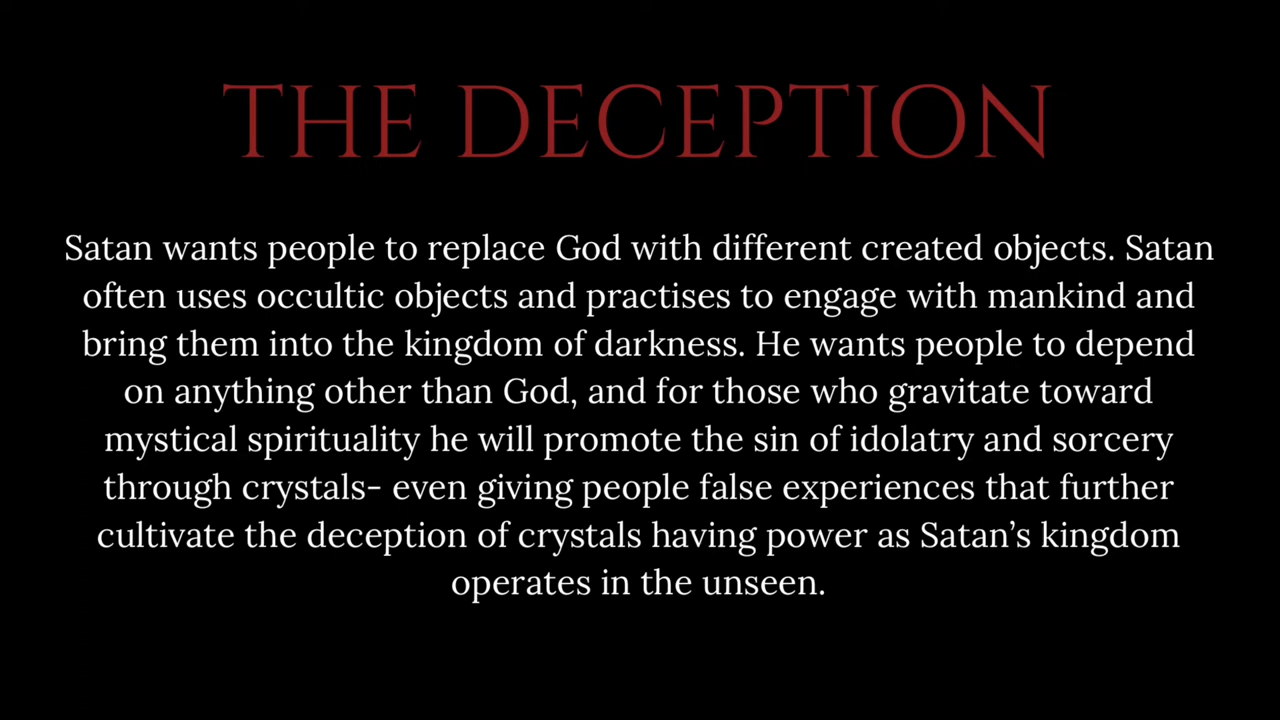 THE DECEPTION
Satan wants people to replace God with different created objects. Satan
often uses occultic objects and practises to engage with mankind and
bring them into the kingdom of darkness. He wants people to depend
on anything other than God, and for those who gravitate toward
mystical spirituality he will promote the sin of idolatry and sorcery
through crystals- even giving people false experiences that further
cultivate the deception of crystals having power as Satan’s kingdom
operates in the unseen.